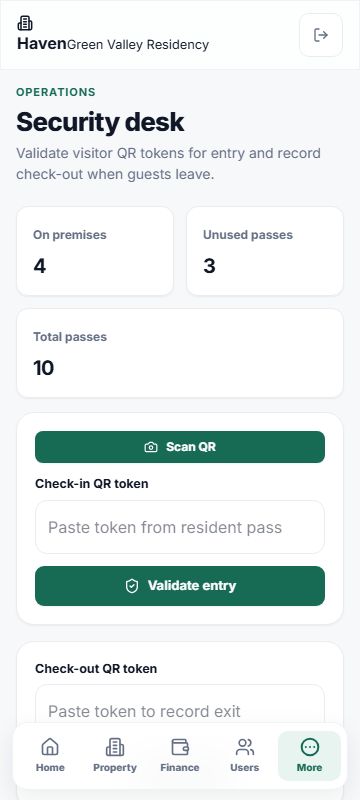 HavenGreen Valley Residency
OPERATIONS
Security desk
Validate visitor QR tokens for entry and record
check-out when guests leave.
On premises
4
Unused passes
3
Total passes
10
Scan QR
Check-in QR token
Paste token from resident pass
Validate entry
Check-out QR token
Paste token to record exit
Home
Property
Finance
Users
More